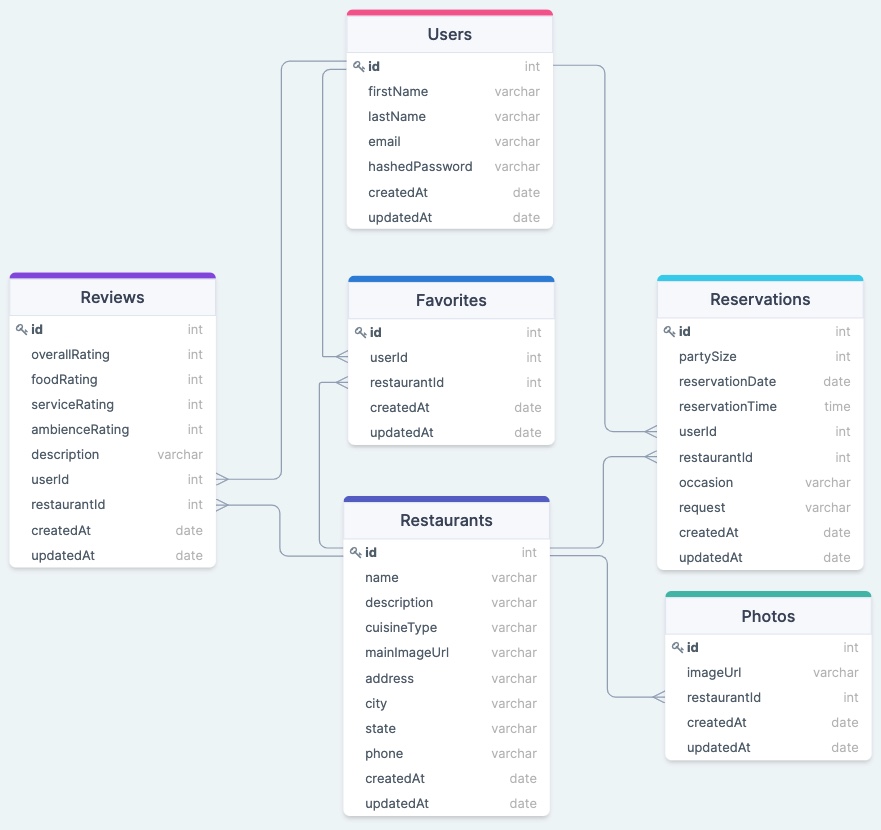 Users
id int
firstName varchar
lastName varchar
email varchar
hashedPassword varchar
createdAt date
updatedAt date
Reviews
id int
overallRating int
foodRating int
serviceRating int
ambienceRating int
description varchar
userId int
restaurantId int
createdAt date
updatedAt date
Favorites
id int
userId int
restaurantId int
createdAt date
updatedAt date
Reservations
id int
partySize int
reservationDate date
reservationTime time
userId int
restaurantId int
occasion varchar
request varchar
createdAt date
updatedAt date
Restaurants
id int
name varchar
description varchar
cuisineType varchar
mainImageUrl varchar
address varchar
city varchar
state varchar
phone varchar
createdAt date
updatedAt date
Photos
id int
imageUrl varchar
restaurantId int
createdAt date
updatedAt date